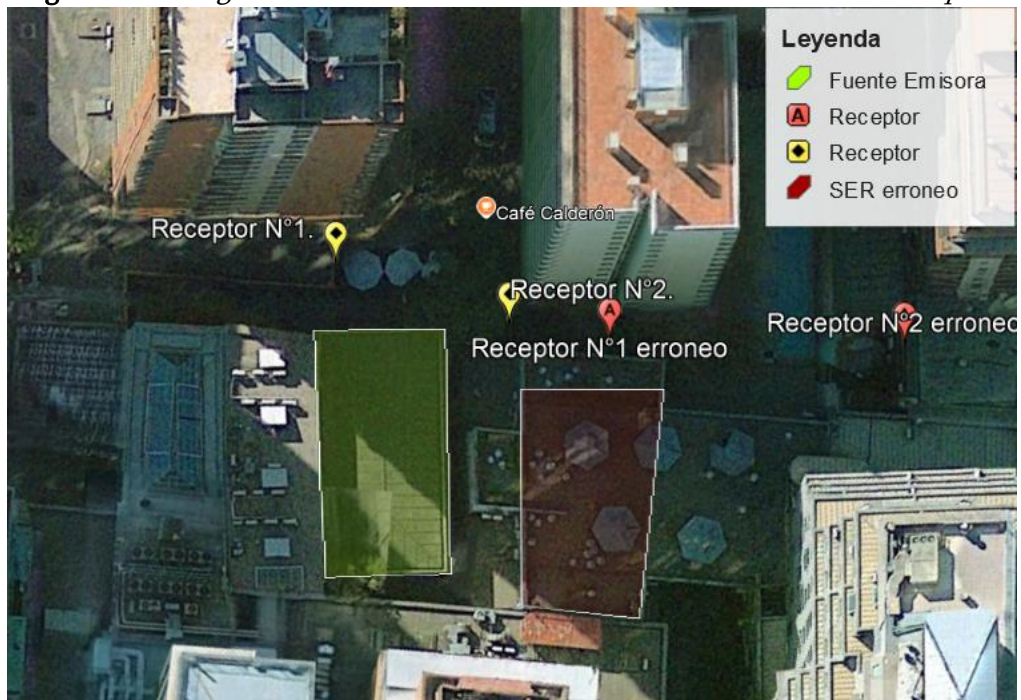 Leyenda
Fuente Emisora
A Receptor
Receptor
SER erroneo
Café Calderón
Receptor N°1.
Receptor N°2.
A
Receptor N°2 erroneo
Receptor N°1 erroneo